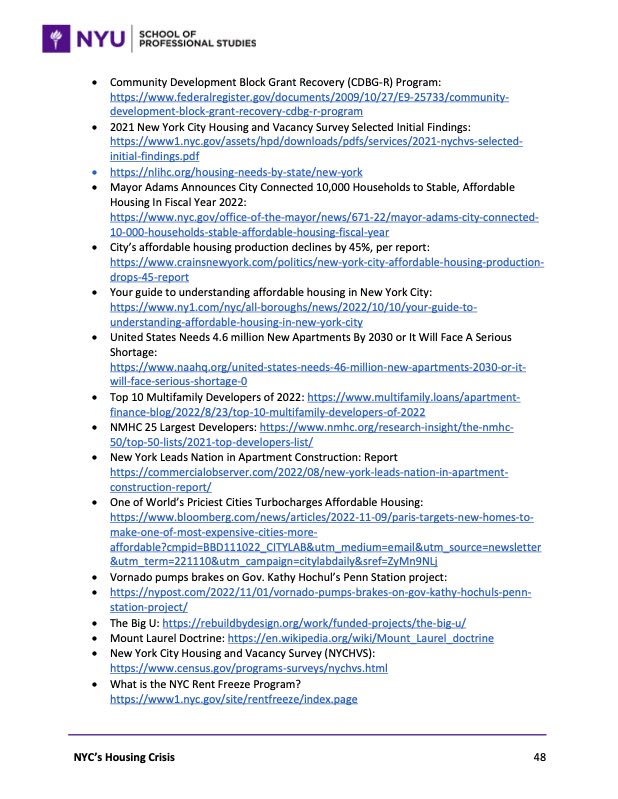 NYU SCHOOL OF
PROFESSIONAL STUDIES
• Community Development Block Grant Recovery (CDBG-R) Program:
https://www.federalregister.gov/documents/2009/10/27/E9-25733/community-
development-block-grant-recovery-cdbg-r-program
• 2021 New York City Housing and Vacancy Survey Selected Initial Findings:
https://www1.nyc.gov/assets/hpd/downloads/pdfs/services/2021-nychvs-selected-
initial-findings.pdf
• https://nlihc.org/housing-needs-by-state/new-york
• Mayor Adams Announces City Connected 10,000 Households to Stable, Affordable
Housing In Fiscal Year 2022:
https://www.nyc.gov/office-of-the-mayor/news/671-22/mayor-adams-city-connected-
10-000-households-stable-affordable-housing-fiscal-year
• City's affordable housing production declines by 45%, per report:
https://www.crainsnewyork.com/politics/new-york-city-affordable-housing-production-
drops-45-report
• Your guide to understanding affordable housing in New York City:
https://www.ny1.com/nyc/all-boroughs/news/2022/10/10/your-guide-to-
understanding-affordable-housing-in-new-york-city
• United States Needs 4.6 million New Apartments By 2030 or It Will Face A Serious
Shortage:
https://www.naahq.org/united-states-needs-46-million-new-apartments-2030-or-it-
will-face-serious-shortage-0
• Top 10 Multifamily Developers of 2022: https://www.multifamily.loans/apartment-
finance-blog/2022/8/23/top-10-multifamily-developers-of-2022
• NMHC 25 Largest Developers: https://www.nmhc.org/research-insight/the-nmhc-
50/top-50-lists/2021-top-developers-list/
• New York Leads Nation in Apartment Construction: Report
https://commercialobserver.com/2022/08/new-york-leads-nation-in-apartment-
construction-report/
• One of World's Priciest Cities Turbocharges Affordable Housing:
https://www.bloomberg.com/news/articles/2022-11-09/paris-targets-new-homes-to-
make-one-of-most-expensive-cities-more-
affordable?cmpid=BBD111022_CITYLAB&utm_medium=email&utm_source=newsletter
&utm_term=221110&utm_campaign=citylabdaily&sref=ZyMn9NLj
• Vornado pumps brakes on Gov. Kathy Hochul's Penn Station project:
• https://nypost.com/2022/11/01/vornado-pumps-brakes-on-gov-kathy-hochuls-penn-
station-project/
• The Big U: https://rebuildbydesign.org/work/funded-projects/the-big-u/
• Mount Laurel Doctrine: https://en.wikipedia.org/wiki/Mount_Laurel_doctrine
• New York City Housing and Vacancy Survey (NYCHVS):
https://www.census.gov/programs-surveys/nychvs.html
• What is the NYC Rent Freeze Program?
https://www1.nyc.gov/site/rentfreeze/index.page
NYC's Housing Crisis 48